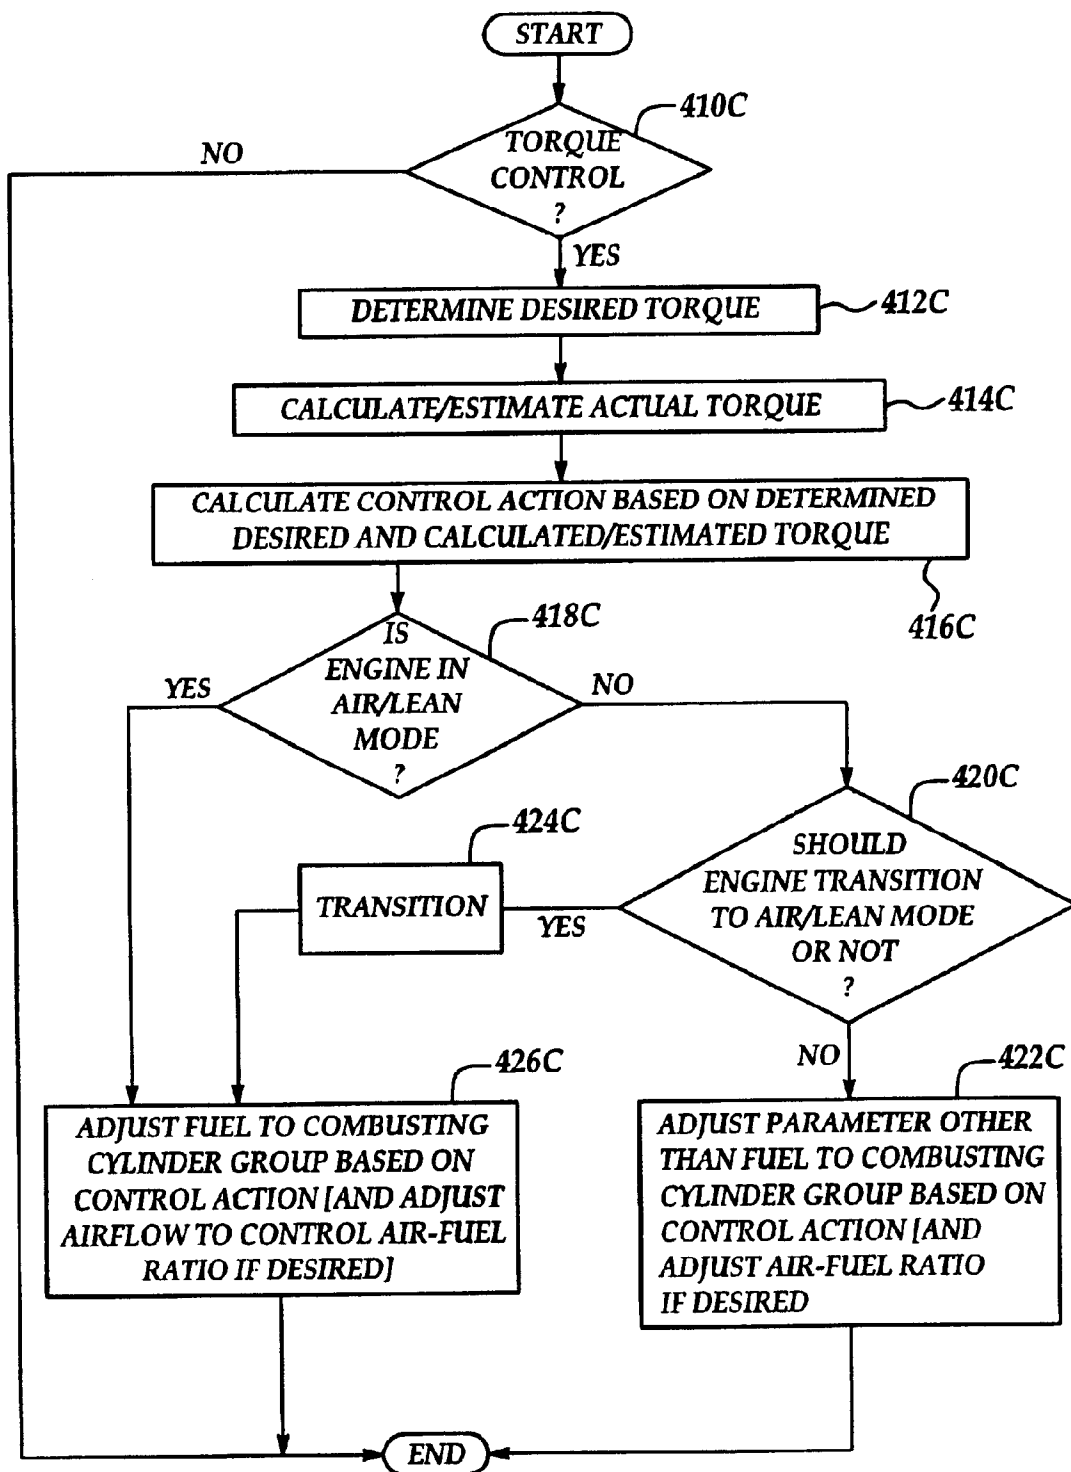 START
410C
TORQUE
CONTROL
?
NO
YES
DETERMINE DESIRED TORQUE
412C
CALCULATE/ESTIMATE ACTUAL TORQUE
414C
CALCULATE CONTROL ACTION BASED ON DETERMINED
DESIRED AND CALCULATED/ESTIMATED TORQUE
416C
418C
IS
ENGINE IN
AIR/LEAN
MODE
?
YES
NO
420C
SHOULD
ENGINE TRANSITION
TO AIR/LEAN MODE
OR NOT
?
424C
TRANSITION
YES
NO
426C
ADJUST FUEL TO COMBUSTING
CYLINDER GROUP BASED ON
CONTROL ACTION [AND ADJUST
AIRFLOW TO CONTROL AIR-FUEL
RATIO IF DESIRED]
422C
ADJUST PARAMETER OTHER
THAN FUEL TO COMBUSTING
CYLINDER GROUP BASED ON
CONTROL ACTION [AND
ADJUST AIR-FUEL RATIO
IF DESIRED
END